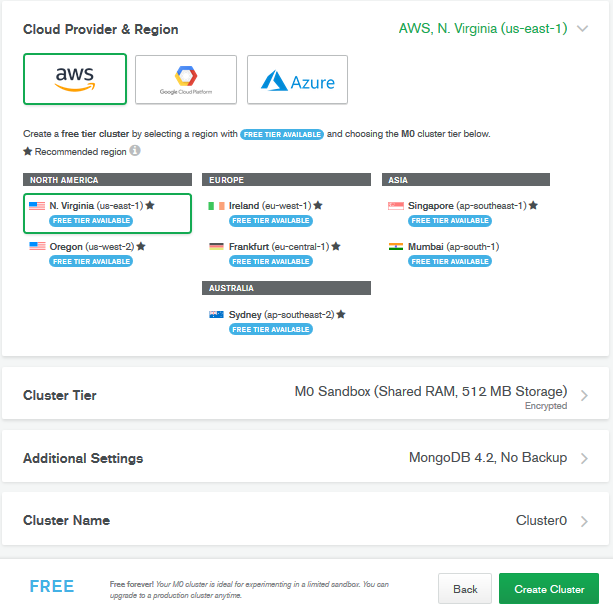 Cloud Provider & Region
AWS, N. Virginia (us-east-1)
aws
Google Cloud Platform
Azure
Create a free tier cluster by selecting a region with FREE TIER AVAILABLE and choosing the M0 cluster tier below.
★ Recommended region
NORTH AMERICA
N. Virginia (us-east-1) ★
FREE TIER AVAILABLE
Oregon (us-west-2) ★
FREE TIER AVAILABLE
EUROPE
Ireland (eu-west-1) ★
FREE TIER AVAILABLE
Frankfurt (eu-central-1) ★
FREE TIER AVAILABLE
AUSTRALIA
Sydney (ap-southeast-2) ★
FREE TIER AVAILABLE
ASIA
Singapore (ap-southeast-1) ★
FREE TIER AVAILABLE
Mumbai (ap-south-1)
FREE TIER AVAILABLE
Cluster Tier
M0 Sandbox (Shared RAM, 512 MB Storage)
Encrypted
Additional Settings
MongoDB 4.2, No Backup
Cluster Name
Cluster0
FREE
Free forever! Your M0 cluster is ideal for experimenting in a limited sandbox. You can
upgrade to a production cluster anytime.
Back
Create Cluster